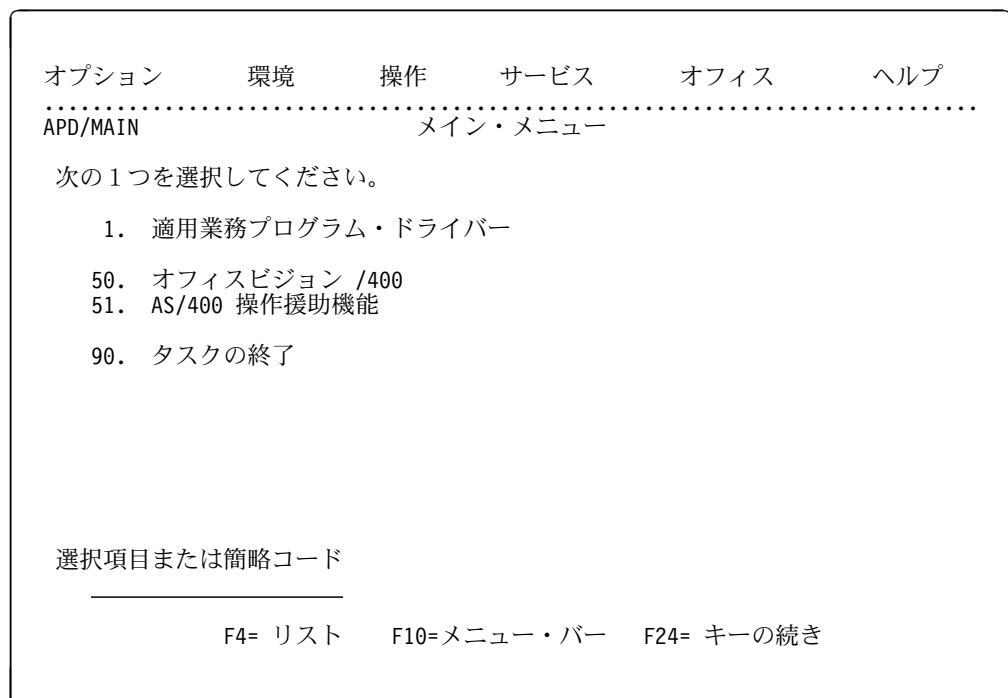 オプション 環境 操作 サービス オフィス ヘルプ
APD/MAIN メイン・メニュー
次の1つを選択してください。
1. 適用業務プログラム・ドライバー
50. オフィスビジョン /400
51. AS/400 操作援助機能
90. タスクの終了
選択項目または簡略コード
F4= リスト F10=メニュー・バー F24= キーの続き